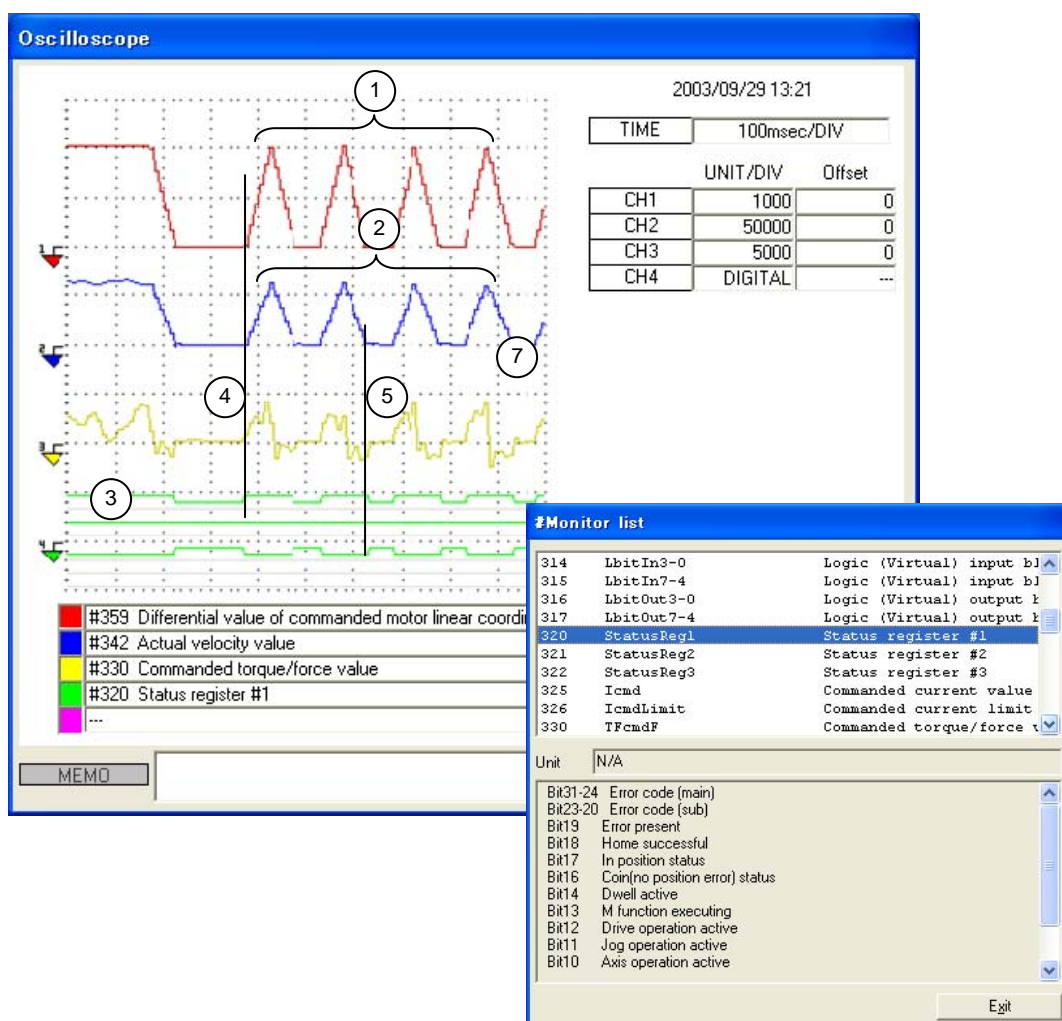 Oscilloscope
2003/09/29 13:21
TIME 100msec/DIV
UNIT/DIV Offset
CH1 1000 0
CH2 50000 0
CH3 5000 0
CH4 DIGITAL ---
1
2
7
4
5
3
1
2
3
4
#359 Differential value of commanded motor linear coordi
#342 Actual velocity value
#330 Commanded torque/force value
#320 Status register #1
---
MEMO
#Monitor list
314 LbitIn3-0 Logic (Virtual) input bl
315 LbitIn7-4 Logic (Virtual) input bl
316 LbitOut3-0 Logic (Virtual) output
317 LbitOut7-4 Logic (Virtual) output
320 StatusReg1 Status register #1
321 StatusReg2 Status register #2
322 StatusReg3 Status register #3
325 Icmd Commanded current value
326 IcmdLimit Commanded current limit
330 TFcmdF Commanded torque/force
Unit N/A
Bit31-24 Error code (main)
Bit23-20 Error code (sub)
Bit19 Error present
Bit18 Home successful
Bit17 In position status
Bit16 Coin(no position error) status
Bit14 Dwell active
Bit13 M function executing
Bit12 Drive operation active
Bit11 Jog operation active
Bit10 Axis operation active
Exit